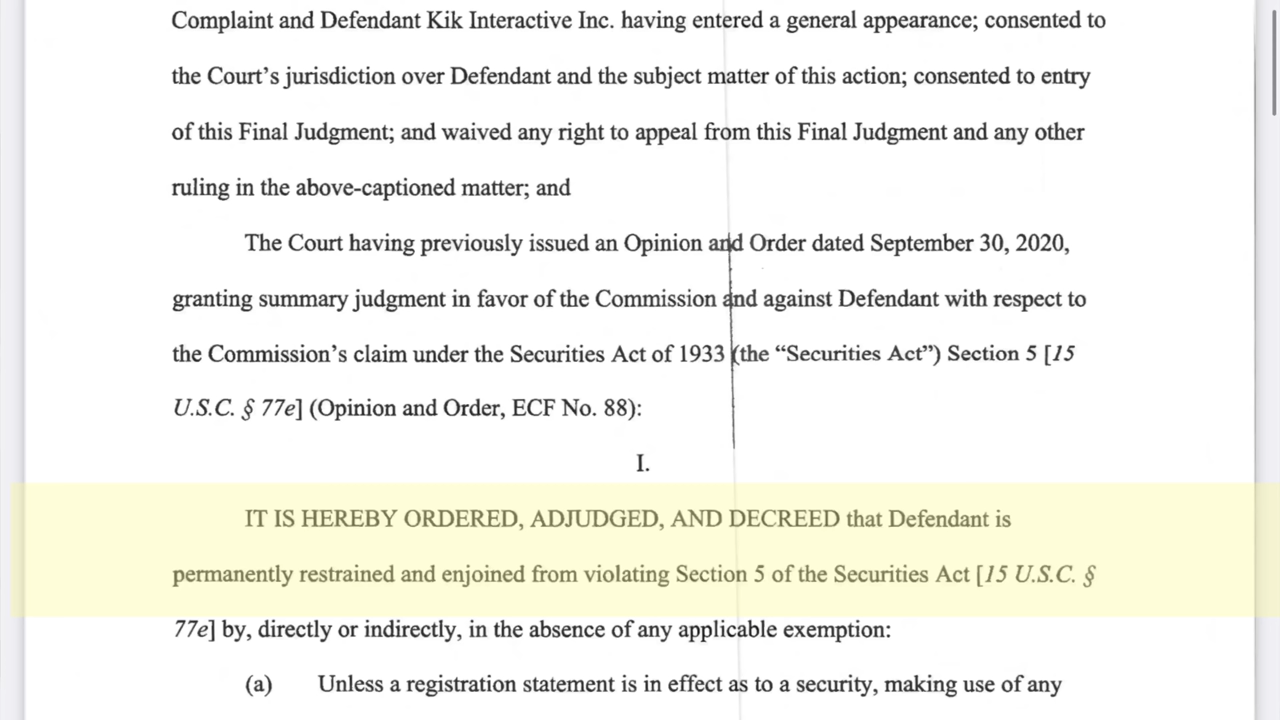 Complaint and Defendant Kik Interactive Inc. having entered a general appearance; consented to
the Court’s jurisdiction over Defendant and the subject matter of this action; consented to entry
of this Final Judgment; and waived any right to appeal from this Final Judgment and any other
ruling in the above-captioned matter; and
The Court having previously issued an Opinion and Order dated September 30, 2020,
granting summary judgment in favor of the Commission and against Defendant with respect to
the Commission’s claim under the Securities Act of 1933 (the “Securities Act”) Section 5 [15
U.S.C. § 77e] (Opinion and Order, ECF No. 88):
I.
IT IS HEREBY ORDERED, ADJUDGED, AND DECREED that Defendant is
permanently restrained and enjoined from violating Section 5 of the Securities Act [15 U.S.C. §
77e] by, directly or indirectly, in the absence of any applicable exemption:
(a) Unless a registration statement is in effect as to a security, making use of any